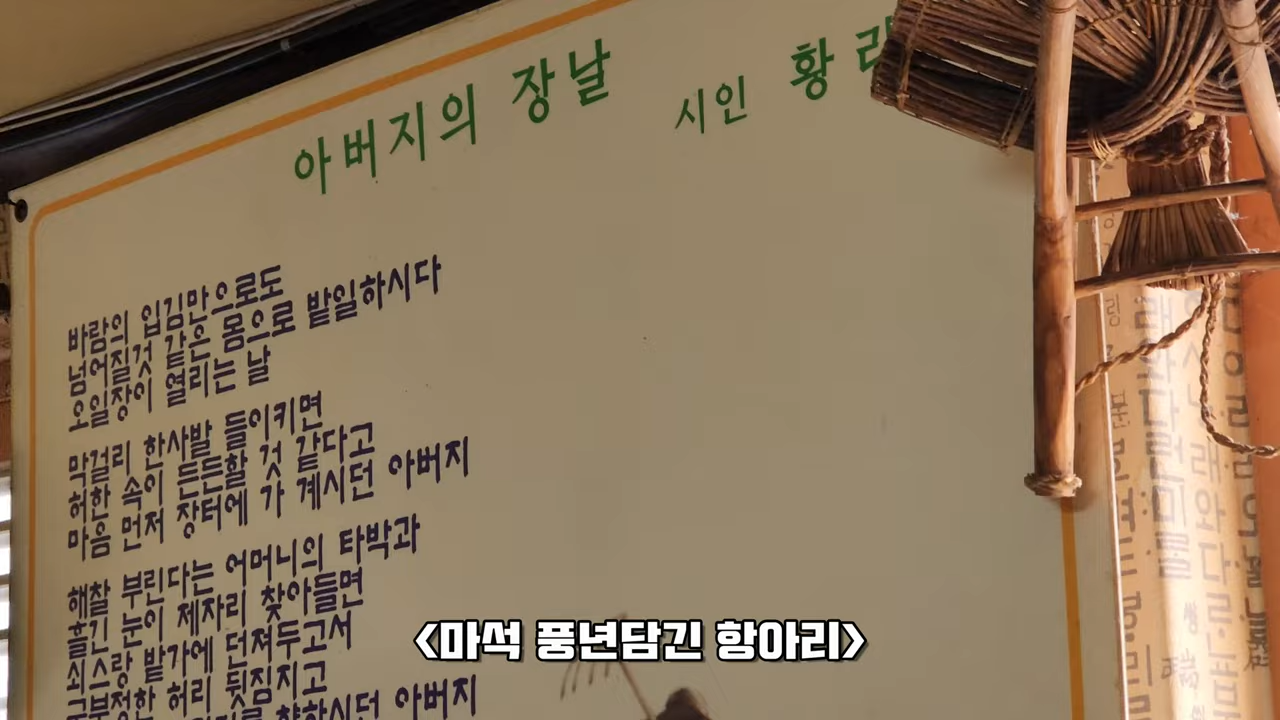 아버지의 장날
시인 황
바람의 입김만으로도
넘어질것 같은 몸으로 밭일하시다
오일장이 열리는 날
막걸리 한사발 들이키면
허한 속이 든든할 것 같다고
마음 먼저 장터에 가 계시던 아버지
해찰 부린다는 어머니의 타박과
흘긴 눈이 제자리 찾아들면
쇠스랑 밭가에 던져두고서
구부정한 허리 뒷짐지고
향하시던 아버지
<마석 풍년담긴 항아리>